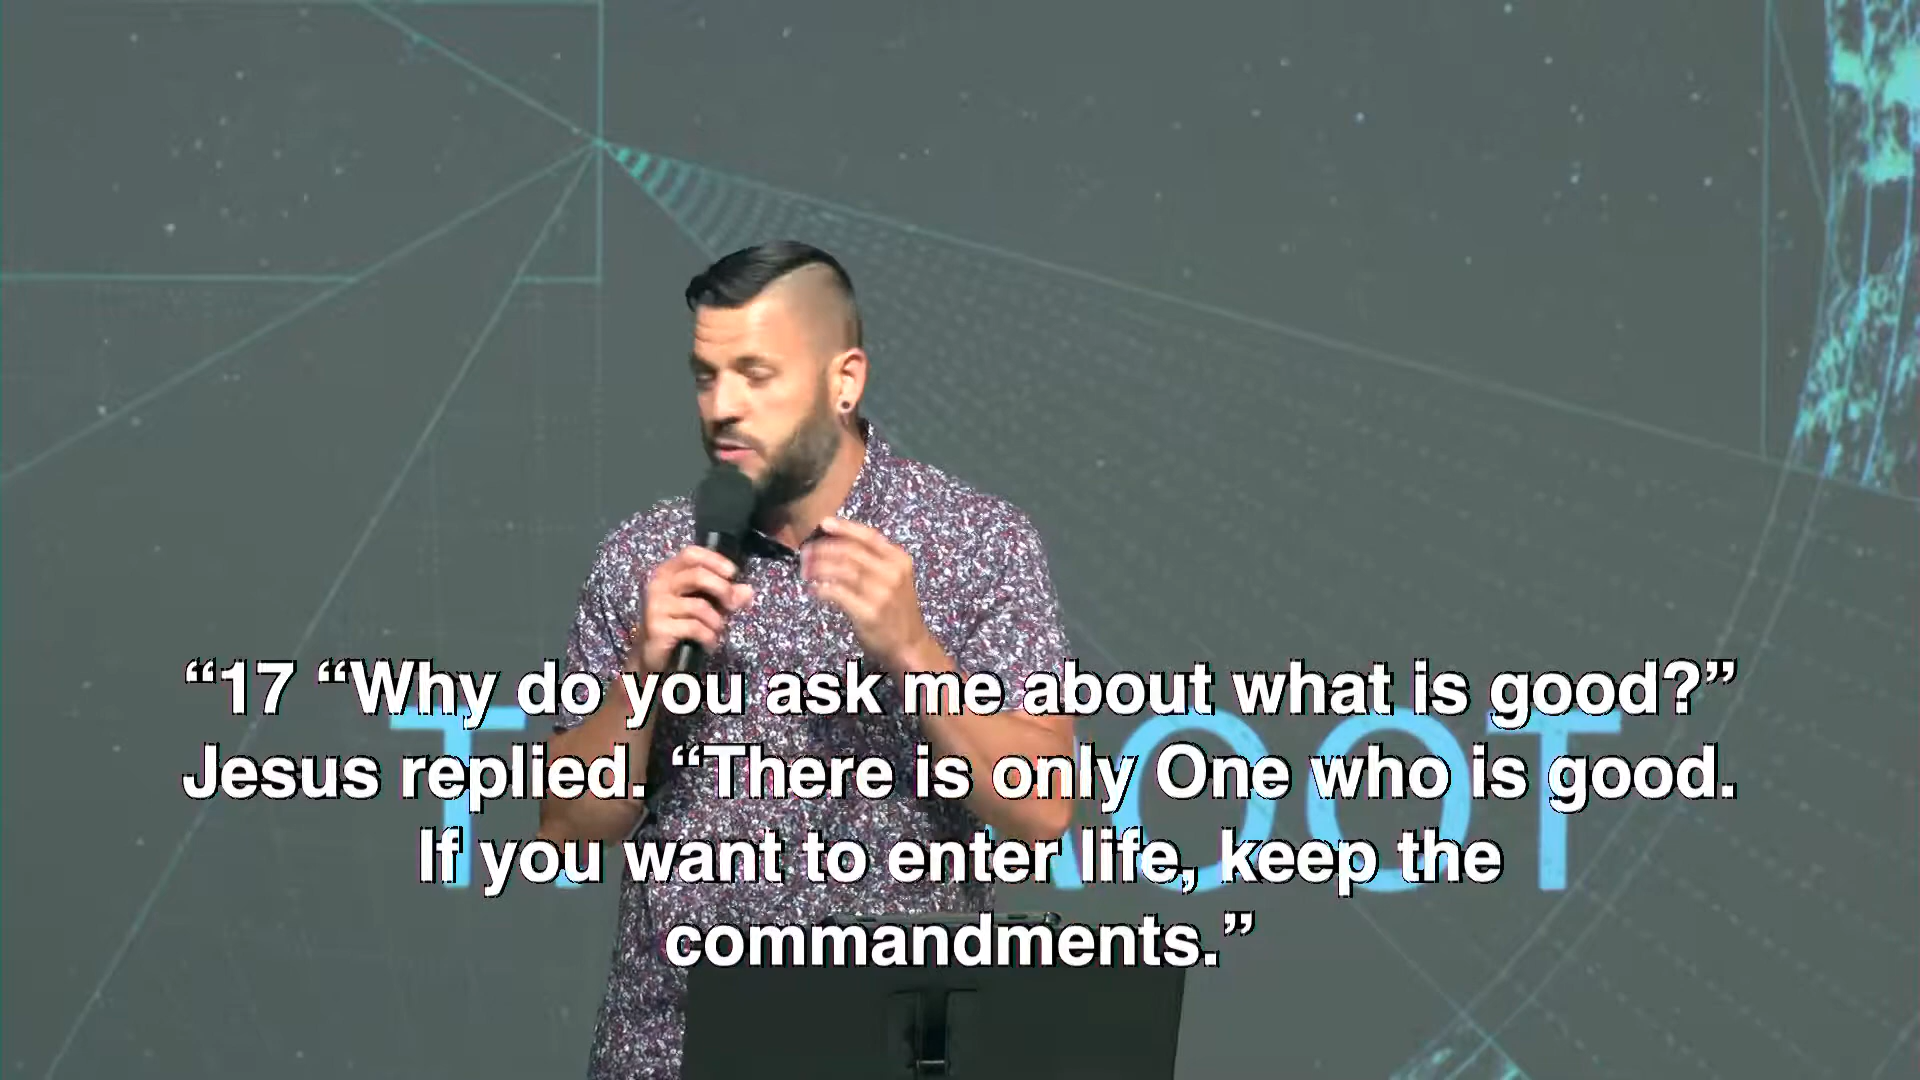 “17 “Why do you ask me about what is good?”
Jesus replied. “There is only One who is good.
If you want to enter life, keep the
commandments.”